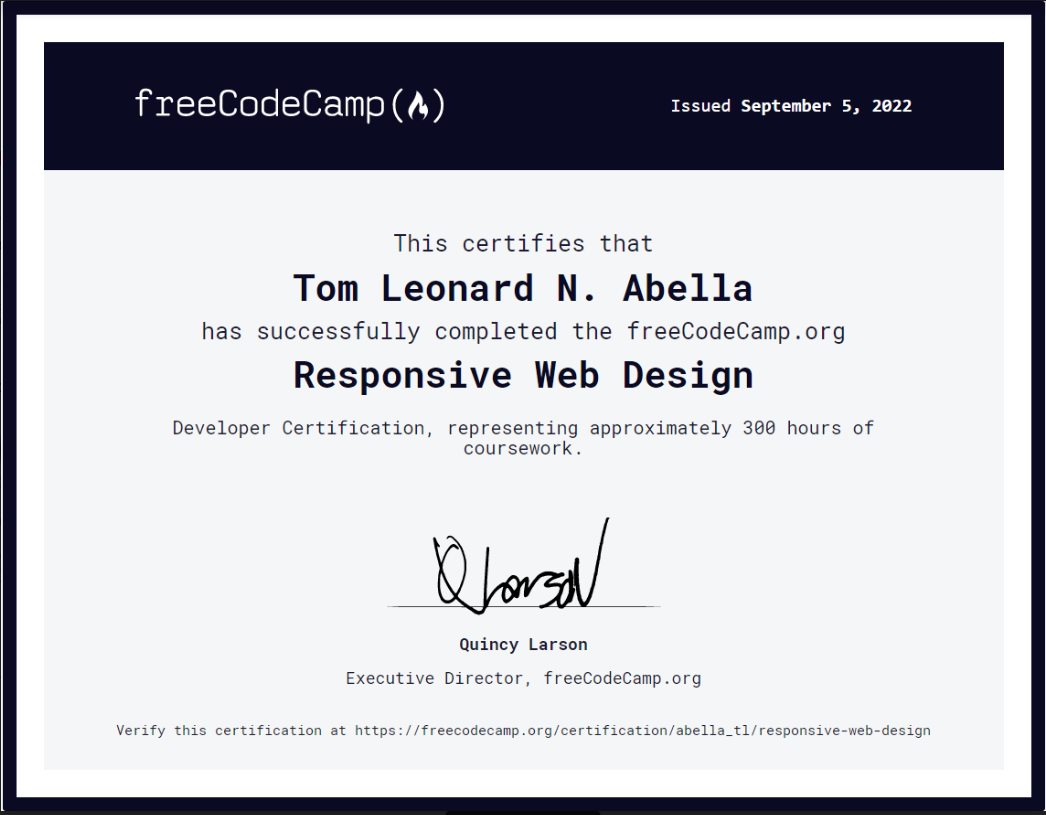 freeCodeCamp(🔥)
Issued September 5, 2022
This certifies that
Tom Leonard N. Abella
has successfully completed the freeCodeCamp.org
Responsive Web Design
Developer Certification, representing approximately 300 hours of
coursework.
Q Larson
Quincy Larson
Executive Director, freeCodeCamp.org
Verify this certification at https://freecodecamp.org/certification/abella_tl/responsive-web-design